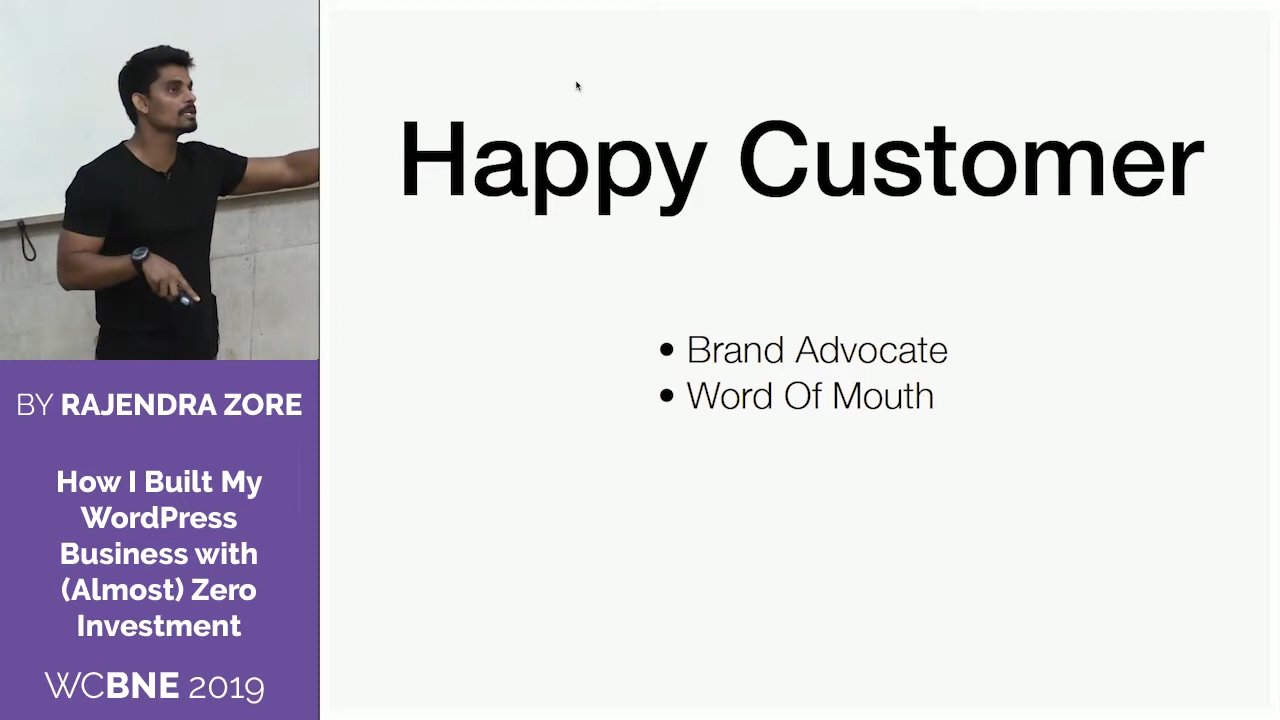 Happy Customer
• Brand Advocate
• Word Of Mouth
BY RAJENDRA ZORE
How I Built My
WordPress
Business with
(Almost) Zero
Investment
WCBNE 2019